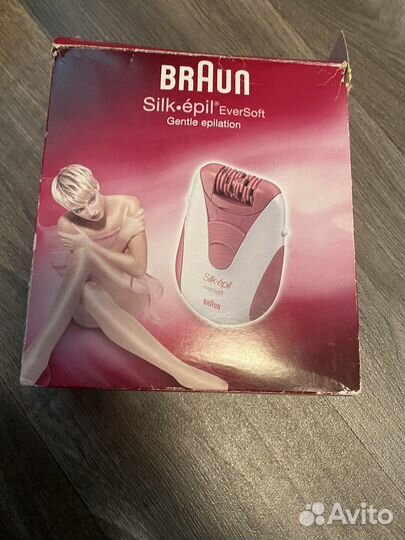 BRAUN
Silk•épil® EverSoft
Gentle epilation
Silk•épil
eversoft
BRAUN
Avito